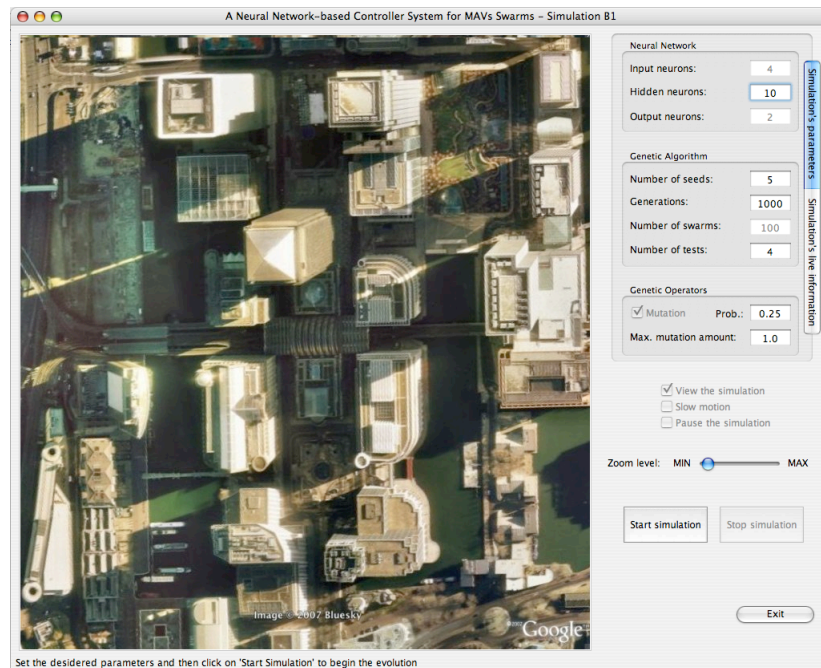 A Neural Network-based Controller System for MAVs Swarms – Simulation B1
Neural Network
Input neurons: 4
Hidden neurons: 10
Output neurons: 2
Genetic Algorithm
Number of seeds: 5
Generations: 1000
Number of swarms: 100
Number of tests: 4
Genetic Operators
Mutation Prob.: 0.25
Max. mutation amount: 1.0
Simulation's parameters
Simulation's live information
View the simulation
Slow motion
Pause the simulation
Zoom level: MIN MAX
Start simulation Stop simulation
Exit
Image © 2007 Bluesky
Google
Set the desidered parameters and then click on 'Start Simulation' to begin the evolution